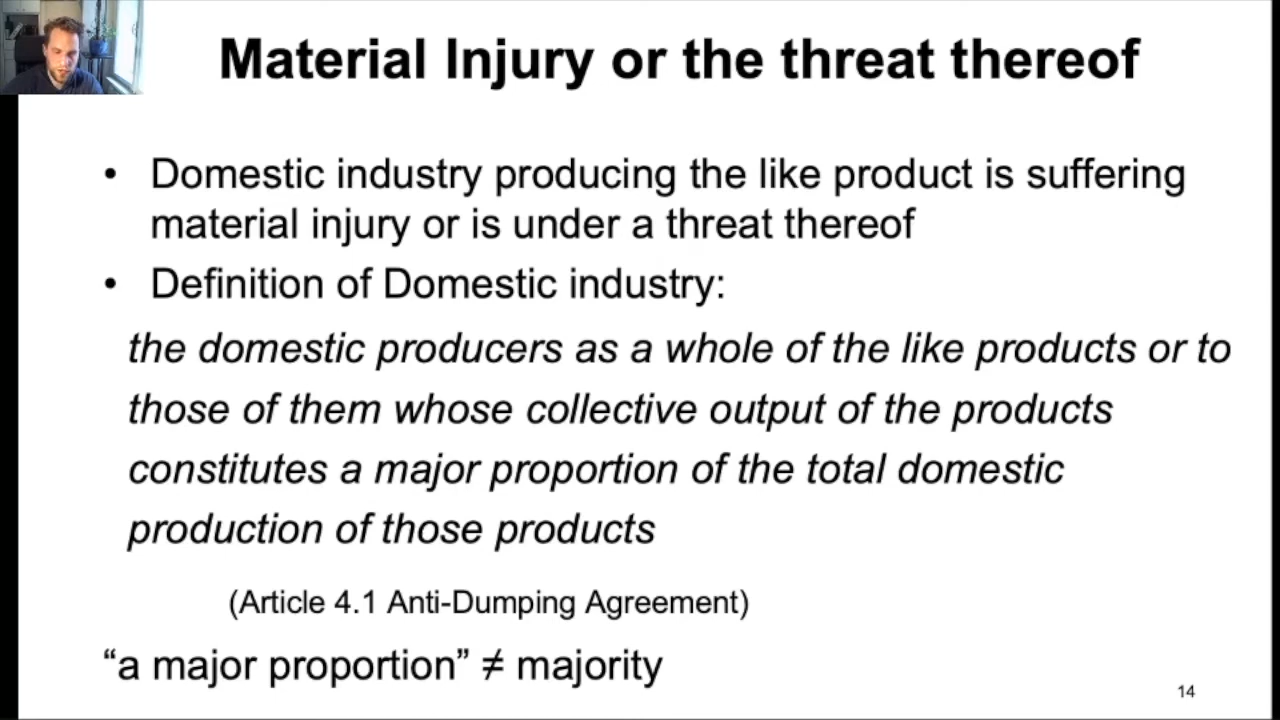 Material Injury or the threat thereof
• Domestic industry producing the like product is suffering
material injury or is under a threat thereof
• Definition of Domestic industry:
the domestic producers as a whole of the like products or to
those of them whose collective output of the products
constitutes a major proportion of the total domestic
production of those products
(Article 4.1 Anti-Dumping Agreement)
“a major proportion” ≠ majority
14